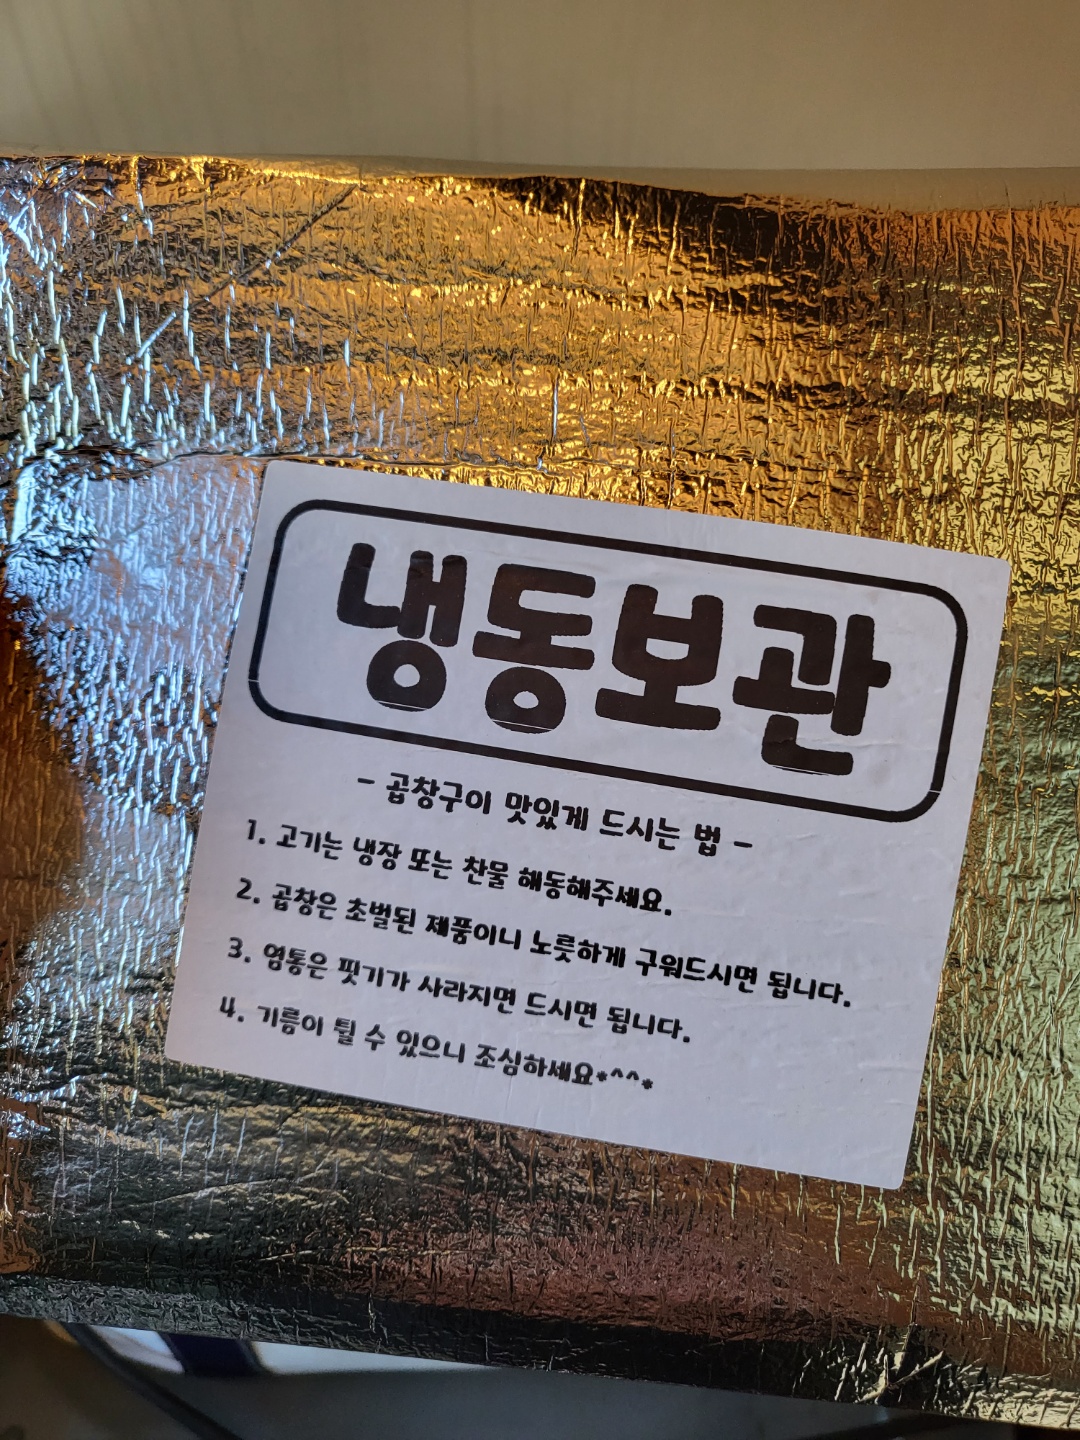 냉동보관
- 곱창구이 맛있게 드시는 법 -
1. 고기는 냉장 또는 찬물 해동해주세요.
2. 곱창은 초벌된 제품이니 노릇하게 구워드시면 됩니다.
3. 염통은 핏기가 사라지면 드시면 됩니다.
4. 기름이 튈 수 있으니 조심하세요*^^*